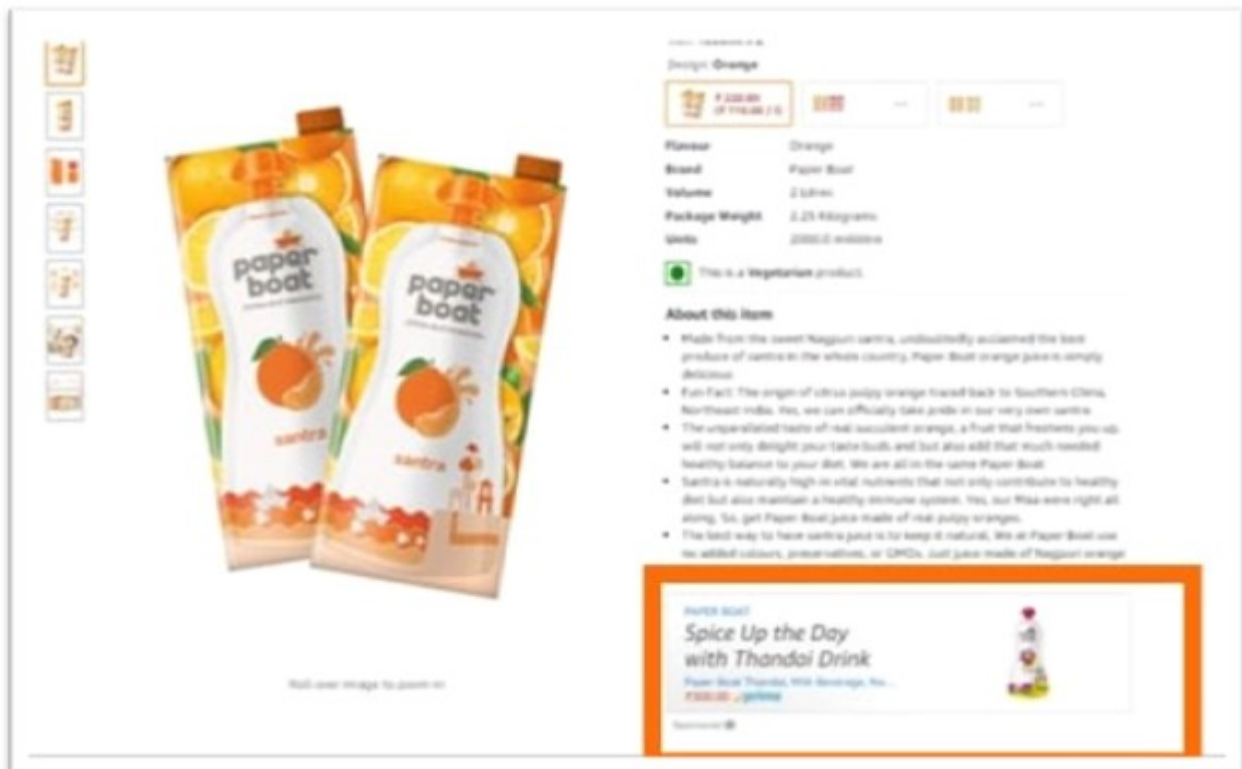 Design: Orange
Flavour Orange
Brand Paper Boat
Volume 2 Litres
Package Weight 2.25 Kilograms
Units 2000.0 millilitre
This is a Vegetarian product.
About this item
Made from the sweet Nagpuri santra, undoubtedly acclaimed the best
produce of santra in the whole country, Paper Boat orange juice is simply
delicious
Fun Fact: The origin of citrus pulpy orange traced back to Southern China,
Northeast India. Yes, we can officially take pride in our very own santra
The unparalleled taste of real succulent orange, a fruit that freshens you up,
will not only delight your taste buds and but also add that much needed
healthy balance to your diet. We are all in the same Paper Boat
Santra is naturally high in vital nutrients that not only contribute to healthy
diet but also maintain a healthy immune system. Yes, our Maa were right all
along. So, get Paper Boat juice made of real pulpy oranges.
The best way to have santra juice is to keep it natural, We at Paper Boat use
no added colours, preservatives, or GMOs. Just juice made of Nagpuri orange
paper
boat
santra
paper
boat
santra
Roll over image to zoom in
PAPER BOAT
Spice Up the Day
with Thandai Drink
Paper Boat Thandai, Milk Beverage, No...
prime
Sponsored